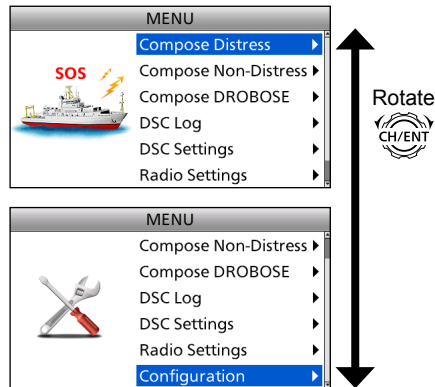 MENU
SOS
Compose Distress
Compose Non-Distress
Compose DROBOSE
DSC Log
DSC Settings
Radio Settings
Rotate
CH/ENT
MENU
Compose Non-Distress
Compose DROBOSE
DSC Log
DSC Settings
Radio Settings
Configuration